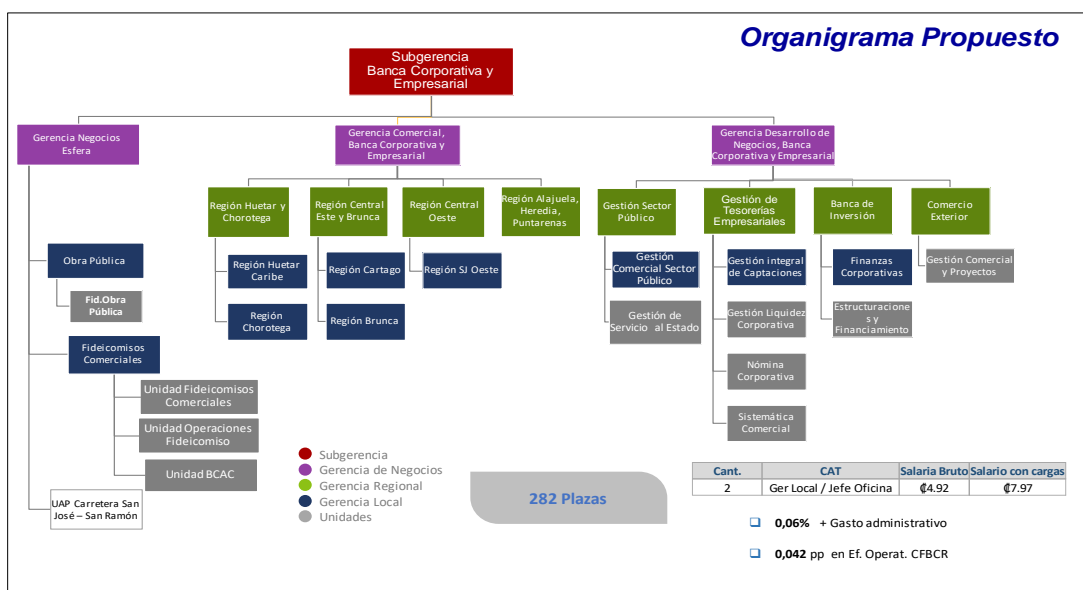 Organigrama Propuesto
Subgerencia
Banca Corporativa y
Empresarial
Gerencia Negocios
Esfera
Gerencia Comercial,
Banca Corporativa y
Empresarial
Gerencia Desarrollo de
Negocios, Banca
Corporativa y Empresarial
Región Huetar y
Chorotega
Región Central
Este y Brunca
Región Central
Oeste
Región Alajuela,
Heredia,
Puntarenas
Gestión Sector
Público
Gestión de
Tesorerías
Empresariales
Banca de
Inversión
Comercio
Exterior
Obra Pública
Región Huetar
Caribe
Región Cartago
Región SJ Oeste
Gestión
Comercial Sector
Público
Gestión integral
de Captaciones
Finanzas
Corporativas
Gestión Comercial
y Proyectos
Fid.Obra
Pública
Región
Chorotega
Región Brunca
Gestión de
Servicio al Estado
Gestión Liquidez
Corporativa
Estructuracione
s y
Financiamiento
Fideicomisos
Comerciales
Nómina
Corporativa
Unidad Fideicomisos
Comerciales
Unidad Operaciones
Fideicomiso
Sistemática
Comercial
Unidad BCAC
UAP Carretera San
José – San Ramón
Subgerencia
Gerencia de Negocios
Gerencia Regional
Gerencia Local
Unidades
282 Plazas
Cant. CAT Salaria Bruto Salario con cargas
2 Ger Local / Jefe Oficina ₡4.92 ₡7.97
0,06% + Gasto administrativo
0,042 pp en Ef. Operat. CFBCR